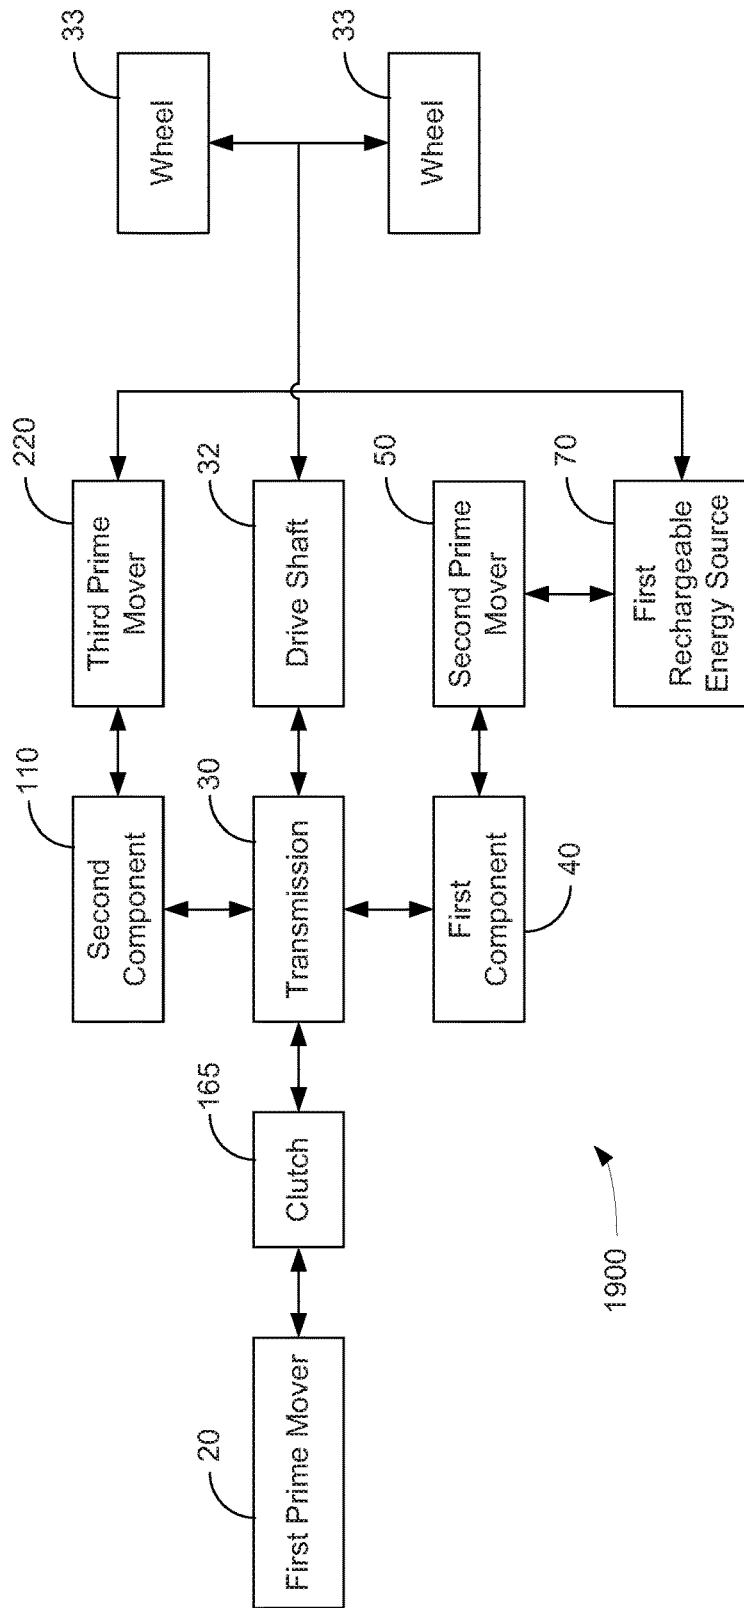 110
220
33
Second
Component
Third Prime
Mover
Wheel
20
165
30
32
First Prime Mover
Clutch
Transmission
Drive Shaft
33
50
First
Component
Second Prime
Mover
Wheel
40
70
First
Rechargeable
Energy Source
1900